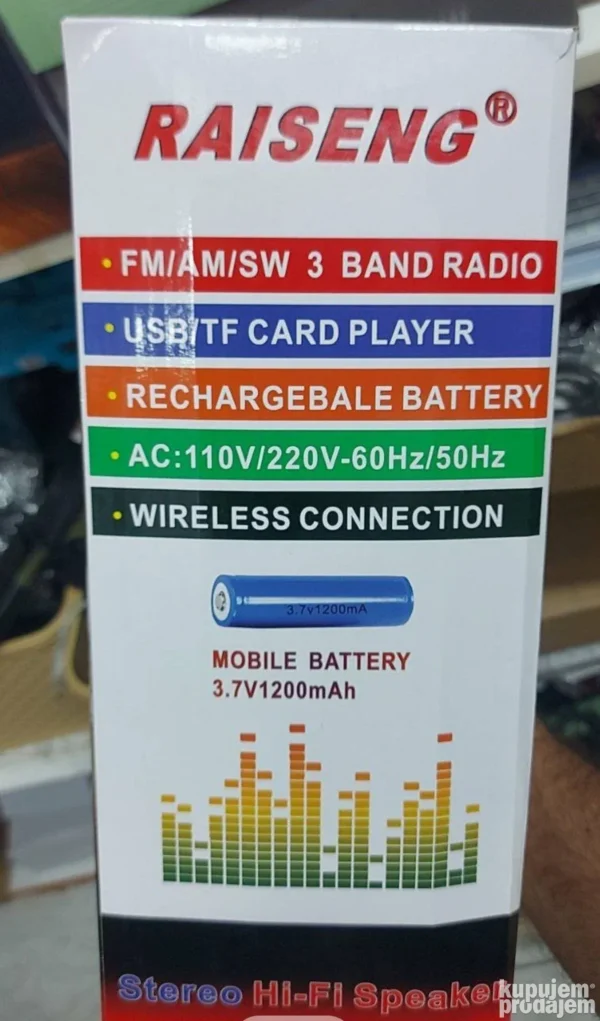 RAISENG®
• FM/AM/SW 3 BAND RADIO
• USB/TF CARD PLAYER
• RECHARGEBALE BATTERY
• AC:110V/220V-60Hz/50Hz
• WIRELESS CONNECTION
3.7v1200mA
MOBILE BATTERY
3.7V1200mAh
Stereo Hi-Fi Speaker
kupujem
prodajem